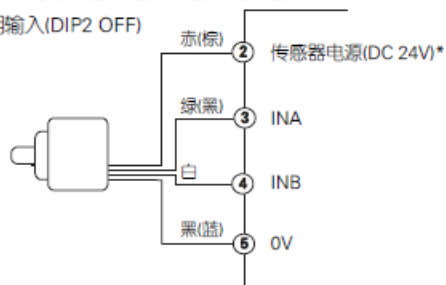 输入(DIP2 OFF)
赤(棕) ② 传感器电源(DC 24V)*
绿(黑) ③ INA
白 ④ INB
黑(蓝) ⑤ 0V